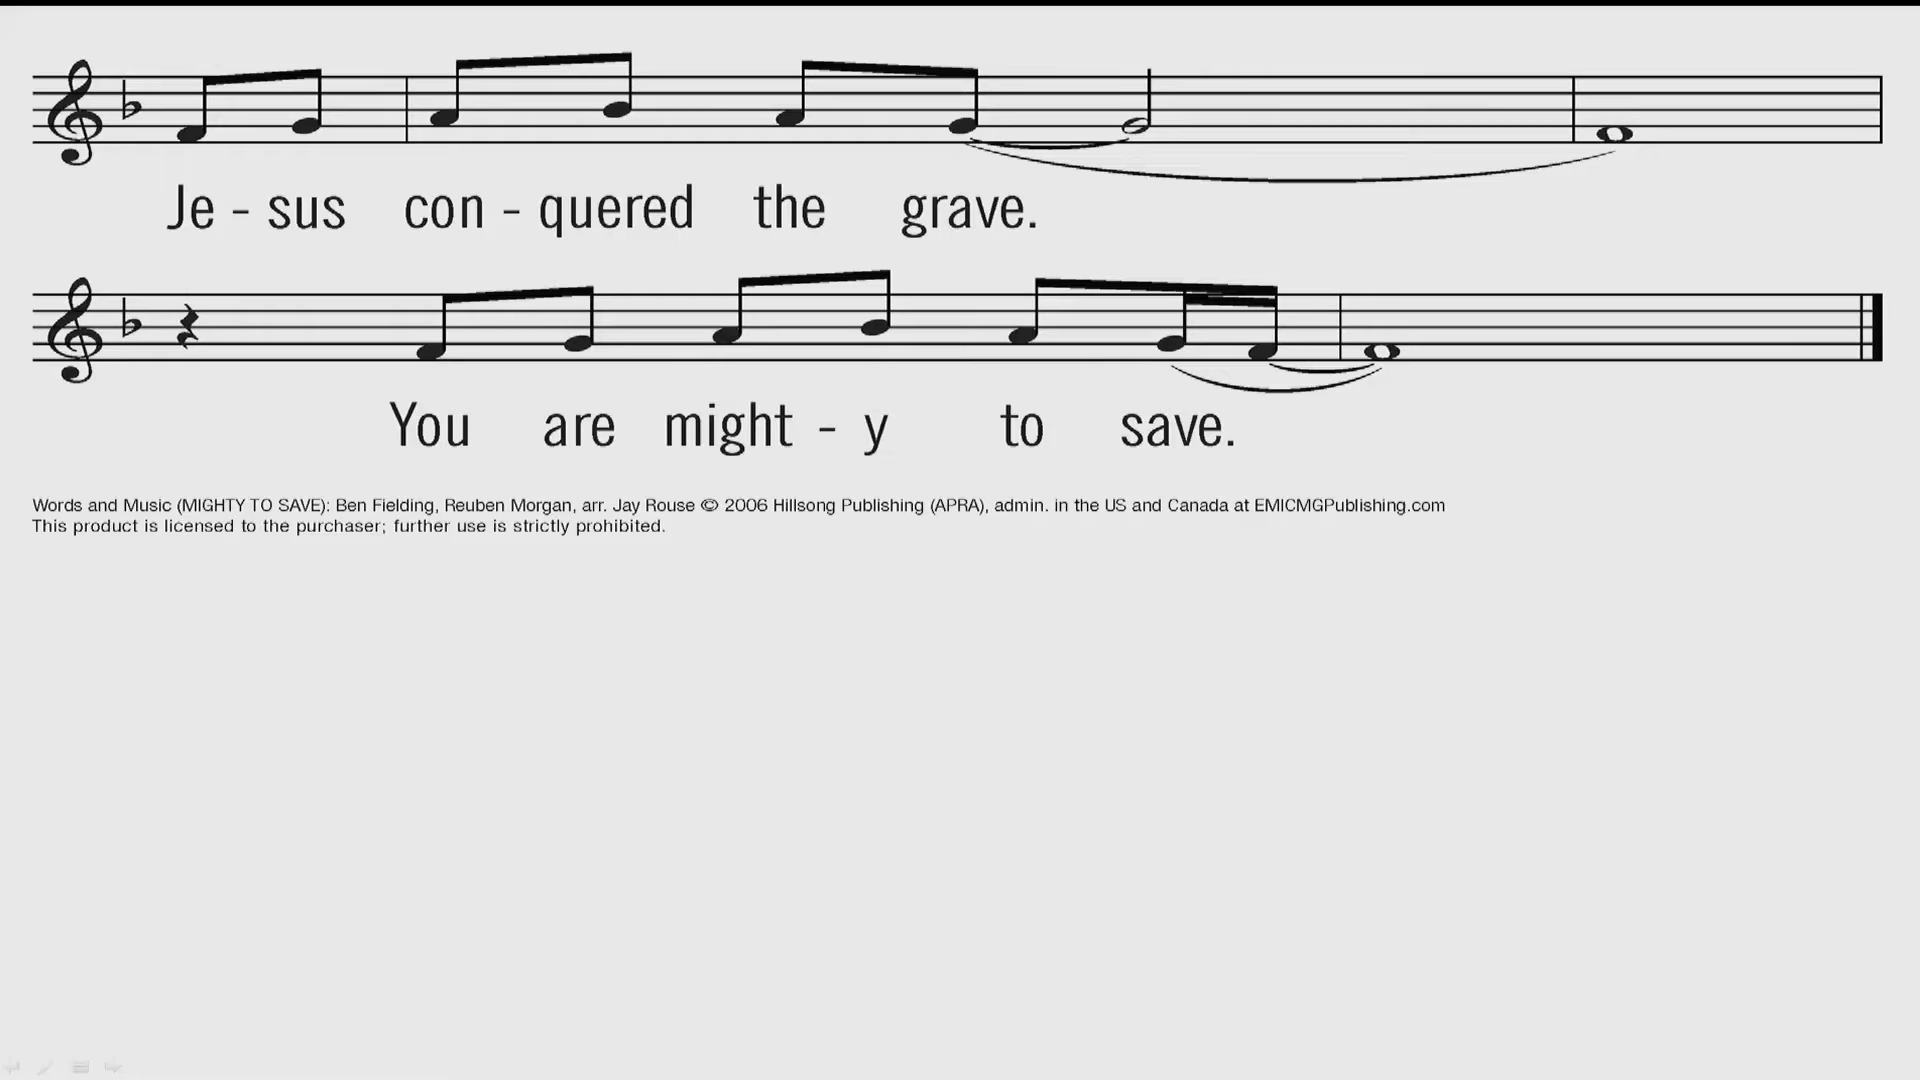 Je - sus con - quered the grave.
You are might - y to save.
Words and Music (MIGHTY TO SAVE): Ben Fielding, Reuben Morgan, arr. Jay Rouse © 2006 Hillsong Publishing (APRA), admin. in the US and Canada at EMICMGPublishing.com
This product is licensed to the purchaser; further use is strictly prohibited.